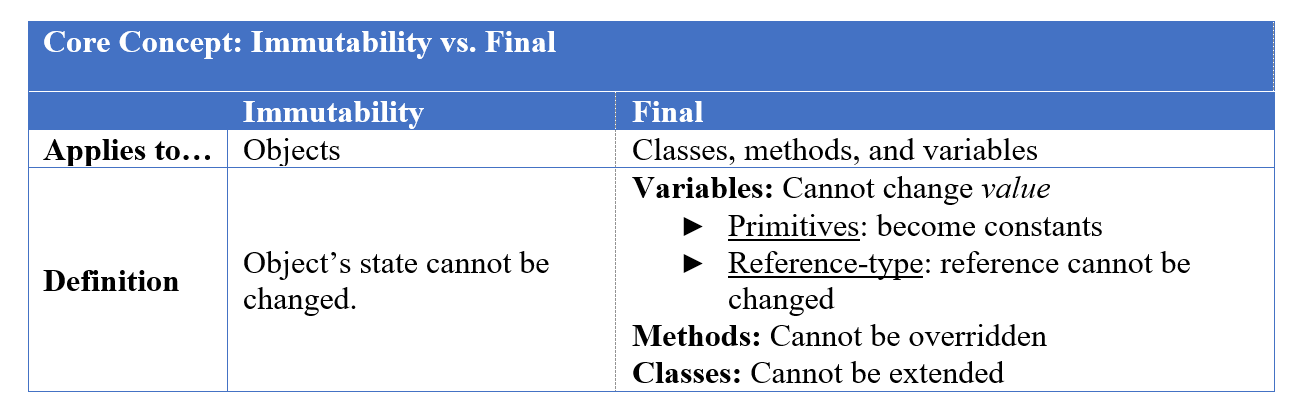 Core Concept: Immutability vs. Final
Immutability Final
Applies to… Objects Classes, methods, and variables
Definition
Object’s state cannot be
changed.
Variables: Cannot change value
► Primitives: become constants
► Reference-type: reference cannot be
changed
Methods: Cannot be overridden
Classes: Cannot be extended